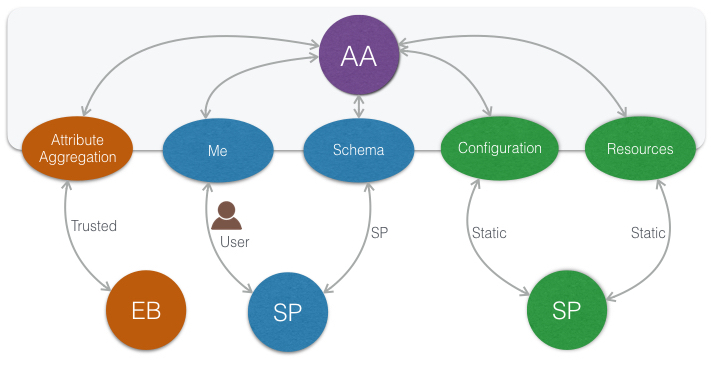 AA
Attribute
Aggregation
Me
Schema
Configuration
Resources
Trusted
User
SP
Static
Static
EB
SP
SP